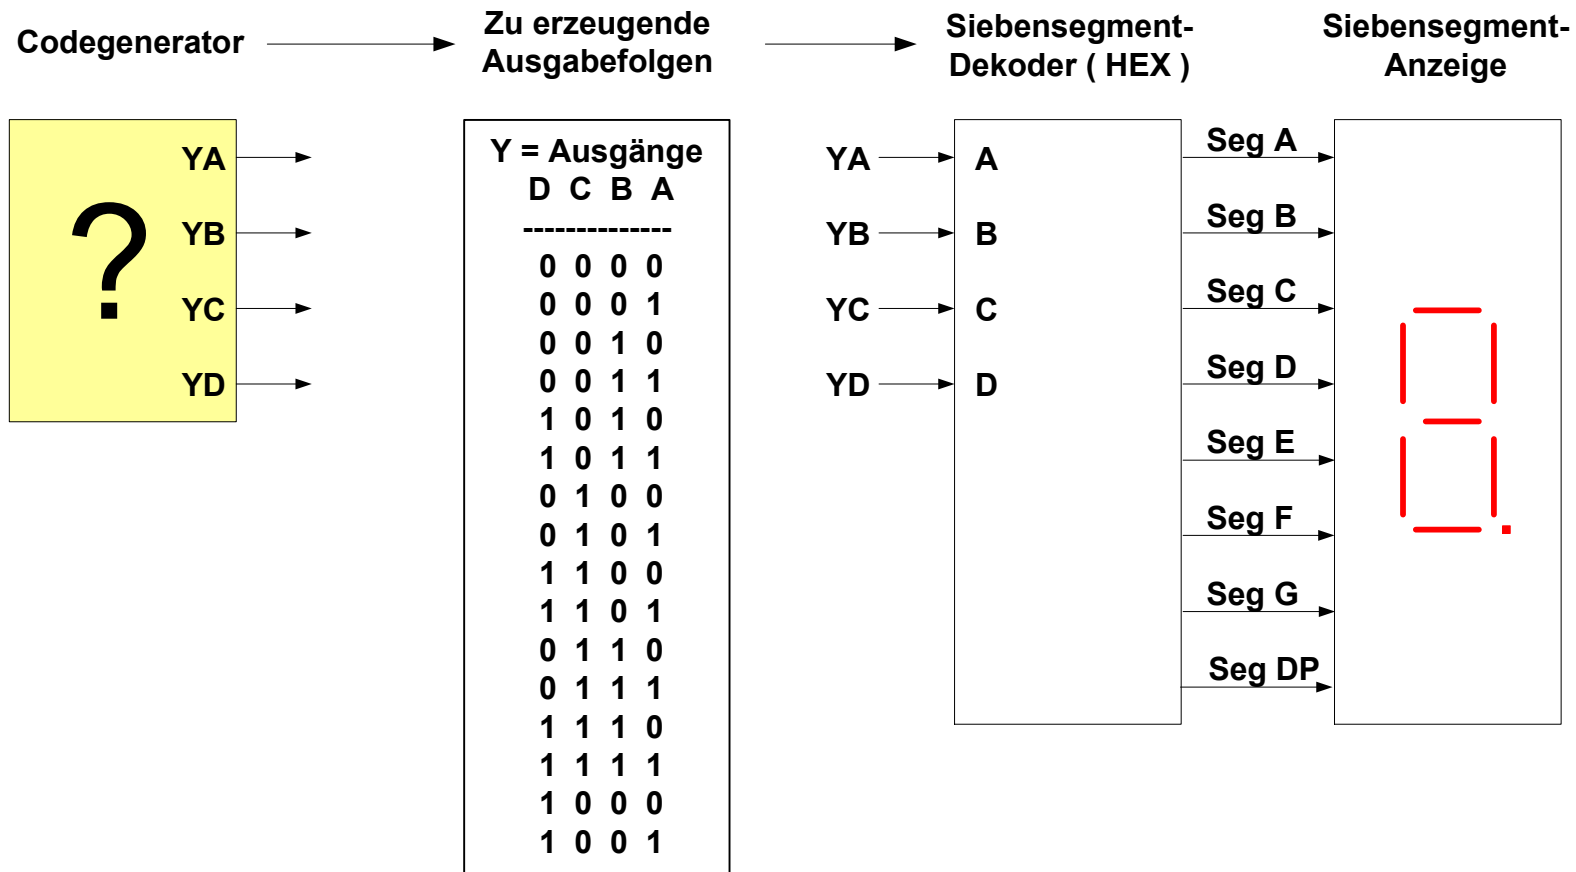 Codegenerator
Zu erzeugende
Ausgabefolgen
Siebensegment-
Dekoder ( HEX )
Siebensegment-
Anzeige
?
YA
YB
YC
YD
Y = Ausgänge
D C B A
--------------
0 0 0 0
0 0 0 1
0 0 1 0
0 0 1 1
1 0 1 0
1 0 1 1
0 1 0 0
0 1 0 1
1 1 0 0
1 1 0 1
0 1 1 0
0 1 1 1
1 1 1 0
1 1 1 1
1 0 0 0
1 0 0 1
YA
YB
YC
YD
A
B
C
D
Seg A
Seg B
Seg C
Seg D
Seg E
Seg F
Seg G
Seg DP
8.